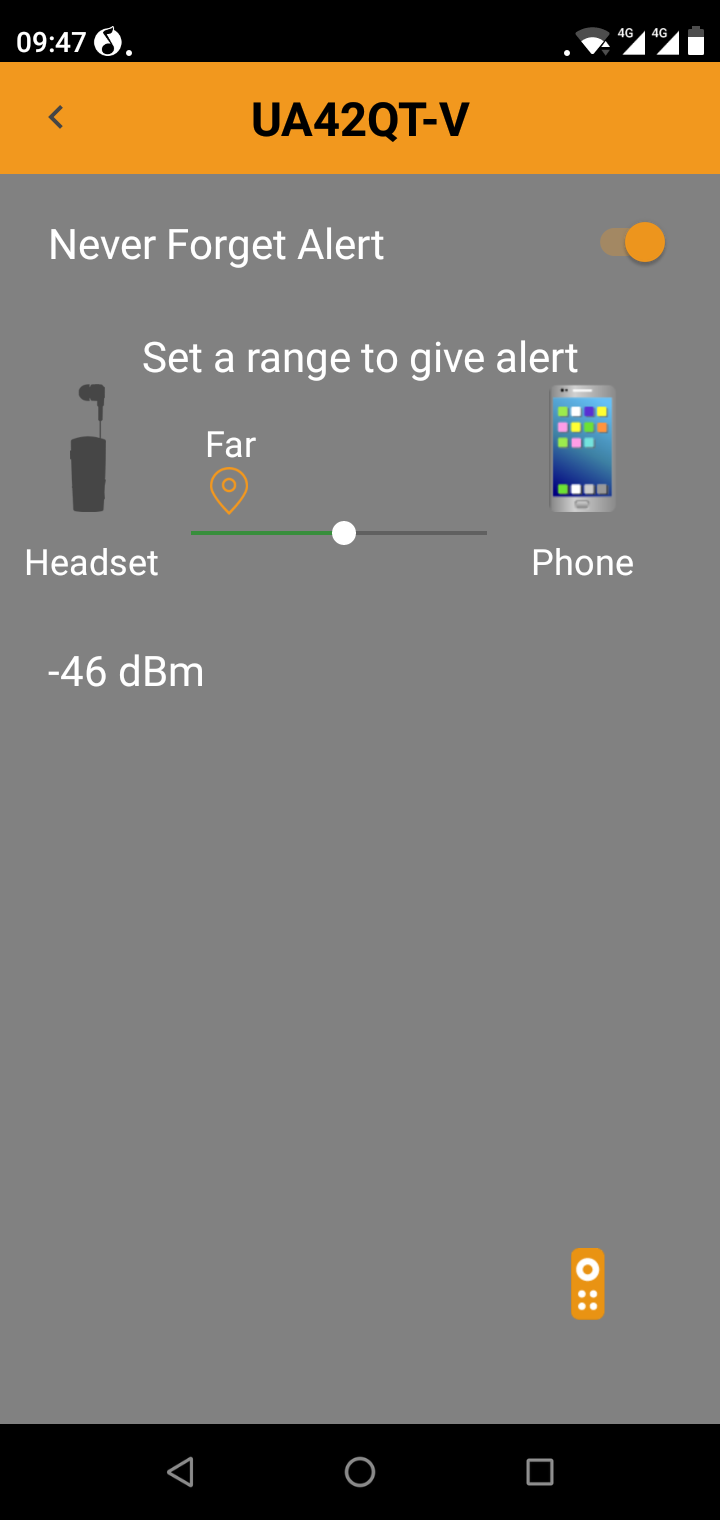 09:47
4G 4G
UA42QT-V
Never Forget Alert
Set a range to give alert
Far
Headset
Phone
-46 dBm